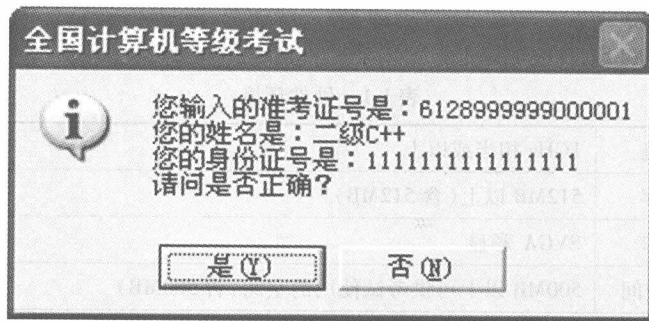 全国计算机等级考试
您输入的准考证号是：6128999999000001
您的姓名是：二级C++
您的身份证号是：1111111111111111
请问是否正确？
是(Y)
否(N)